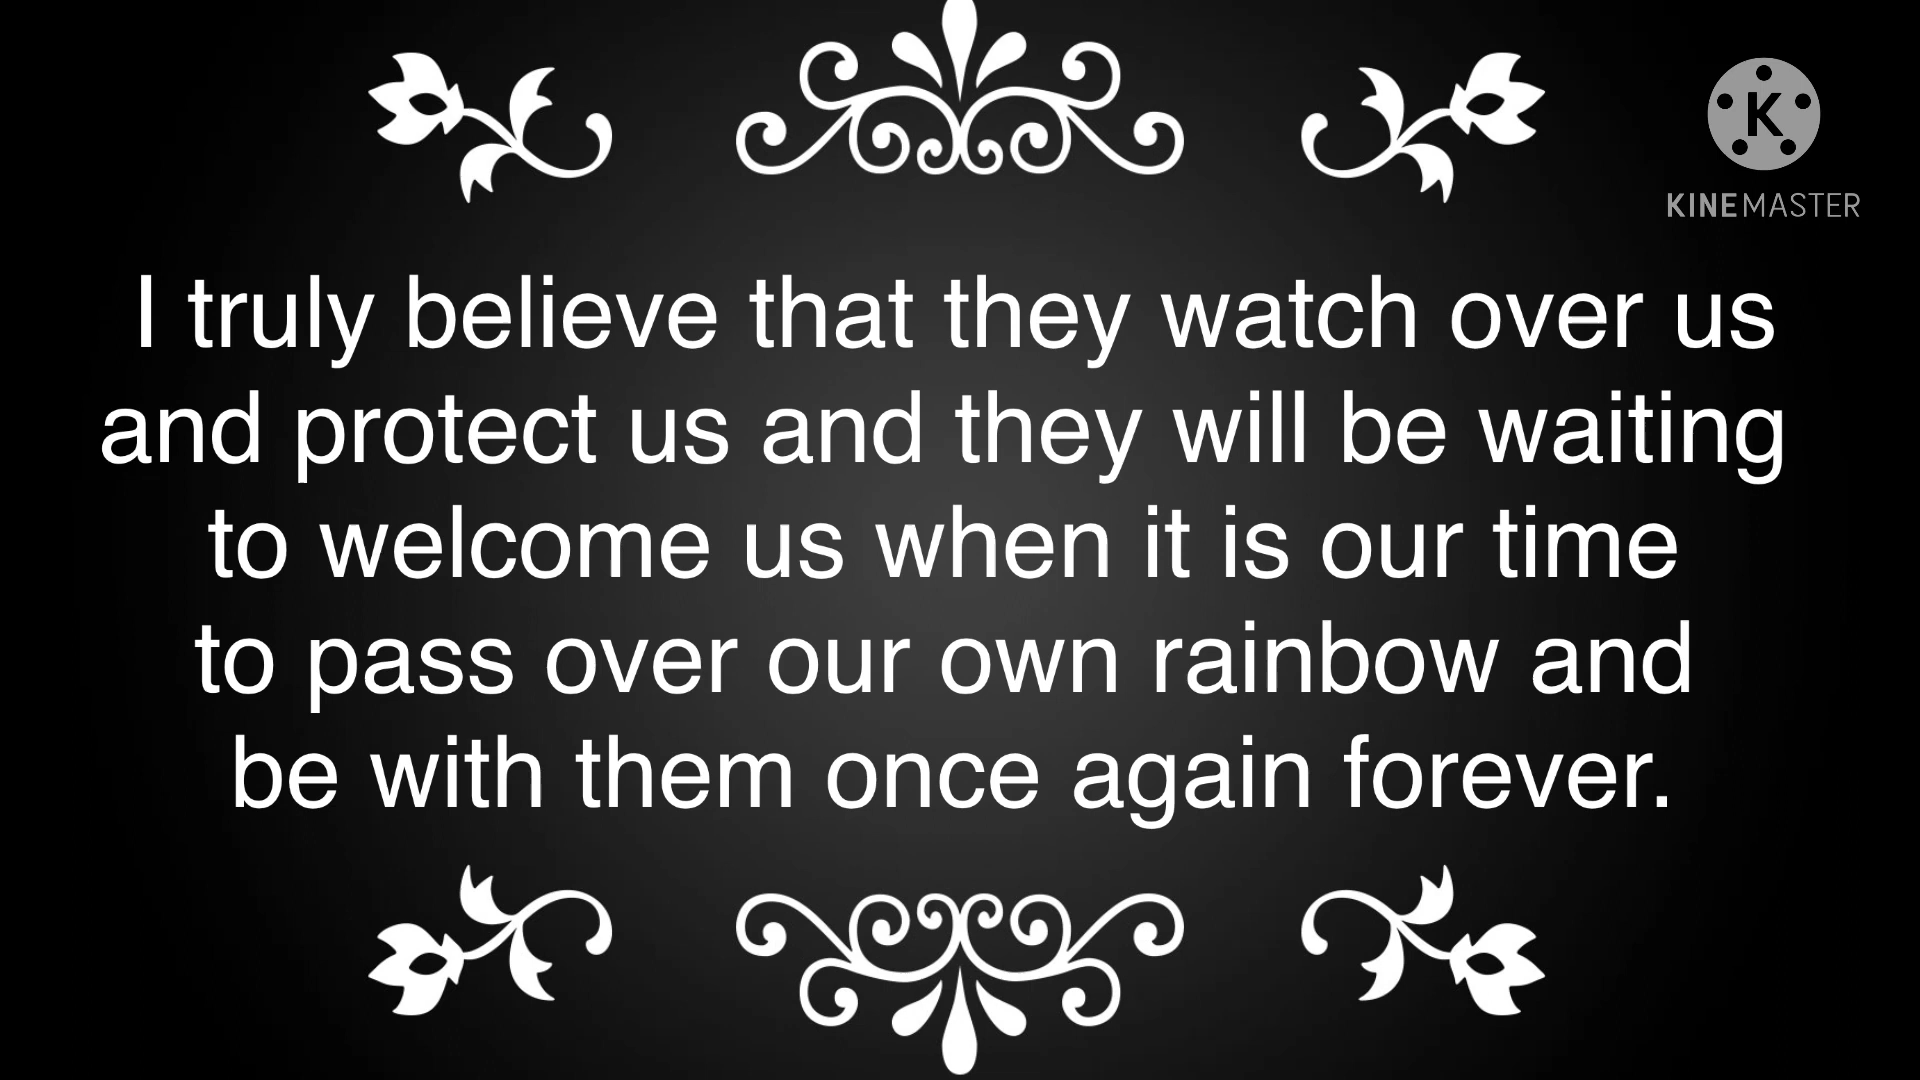 K
KINEMASTER
I truly believe that they watch over us
and protect us and they will be waiting
to welcome us when it is our time
to pass over our own rainbow and
be with them once again forever.